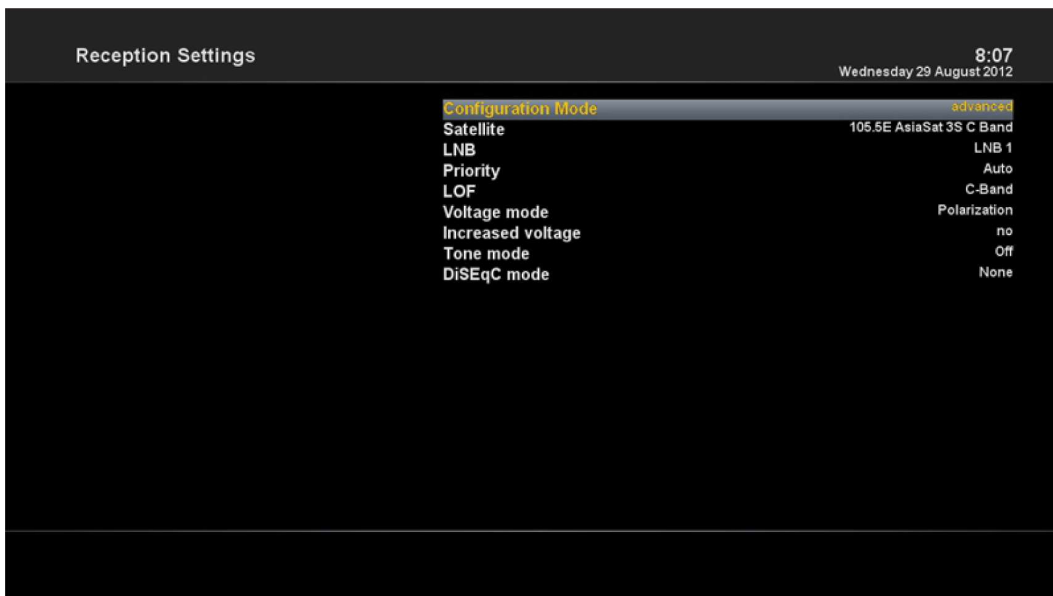 Reception Settings
8:07
Wednesday 29 August 2012
Configuration Mode advanced
Satellite 105.5E AsiaSat 3S C Band
LNB LNB 1
Priority Auto
LOF C-Band
Voltage mode Polarization
Increased voltage no
Tone mode Off
DiSEqC mode None